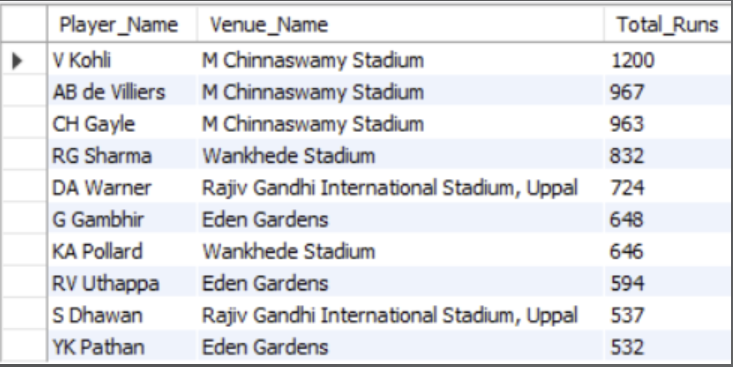 Player_Name Venue_Name Total_Runs
V Kohli M Chinnaswamy Stadium 1200
AB de Villiers M Chinnaswamy Stadium 967
CH Gayle M Chinnaswamy Stadium 963
RG Sharma Wankhede Stadium 832
DA Warner Rajiv Gandhi International Stadium, Uppal 724
G Gambhir Eden Gardens 648
KA Pollard Wankhede Stadium 646
RV Uthappa Eden Gardens 594
S Dhawan Rajiv Gandhi International Stadium, Uppal 537
YK Pathan Eden Gardens 532